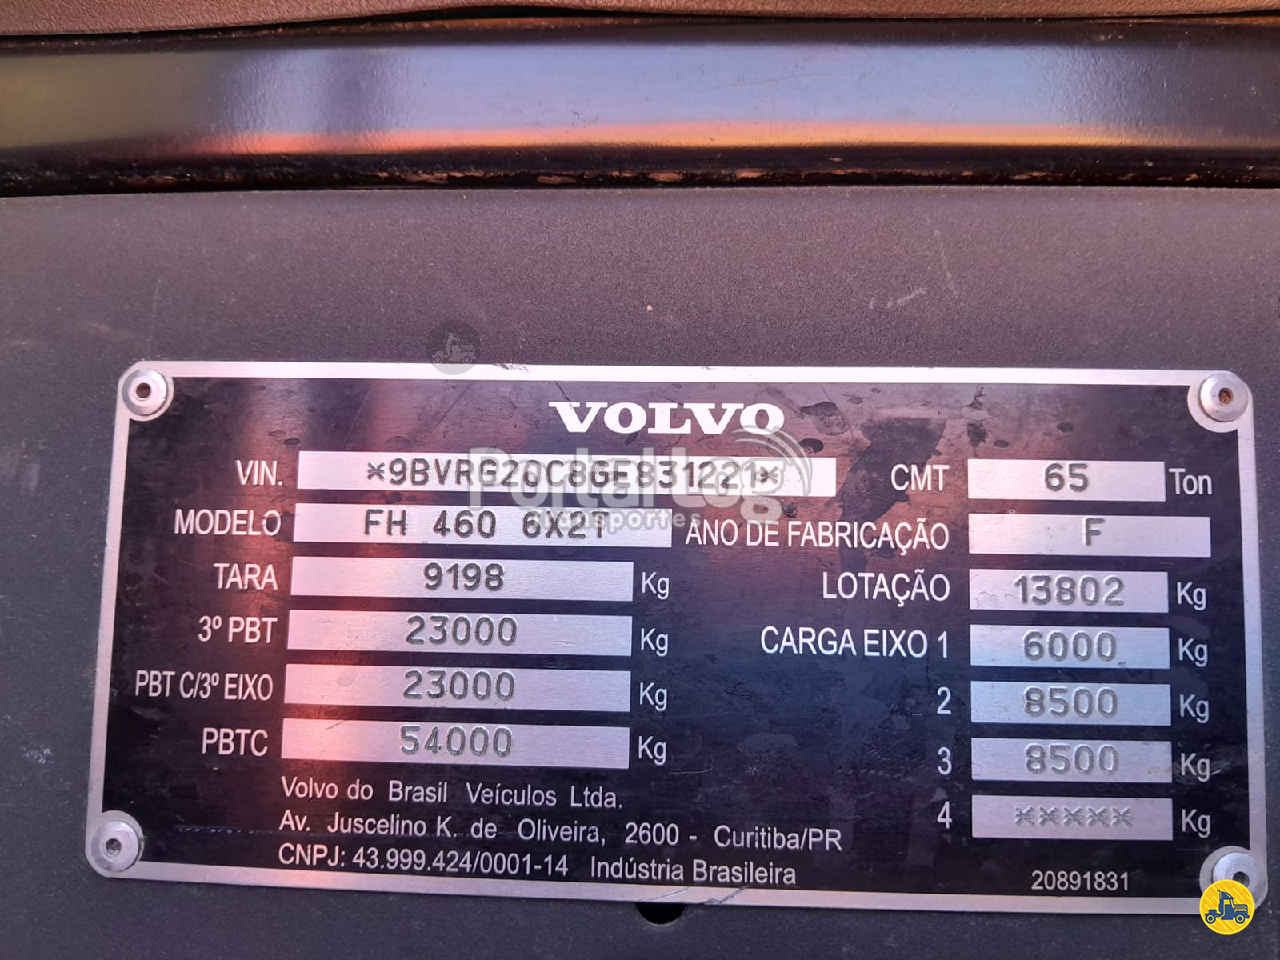 VOLVO
VIN. *9BVRG20C8GE831221* CMT 65 Ton
MODELO FH 460 6X2T ANO DE FABRICAÇÃO F
TARA 9198 Kg LOTAÇÃO 13802 Kg
3º PBT 23000 Kg CARGA EIXO 1 6000 Kg
PBT C/3º EIXO 23000 Kg 2 8500 Kg
PBTC 54000 Kg 3 8500 Kg
4 ***** Kg
Volvo do Brasil Veículos Ltda.
Av. Juscelino K. de Oliveira, 2600 - Curitiba/PR
CNPJ: 43.999.424/0001-14 Indústria Brasileira
20891831
Portal Log
Transportes